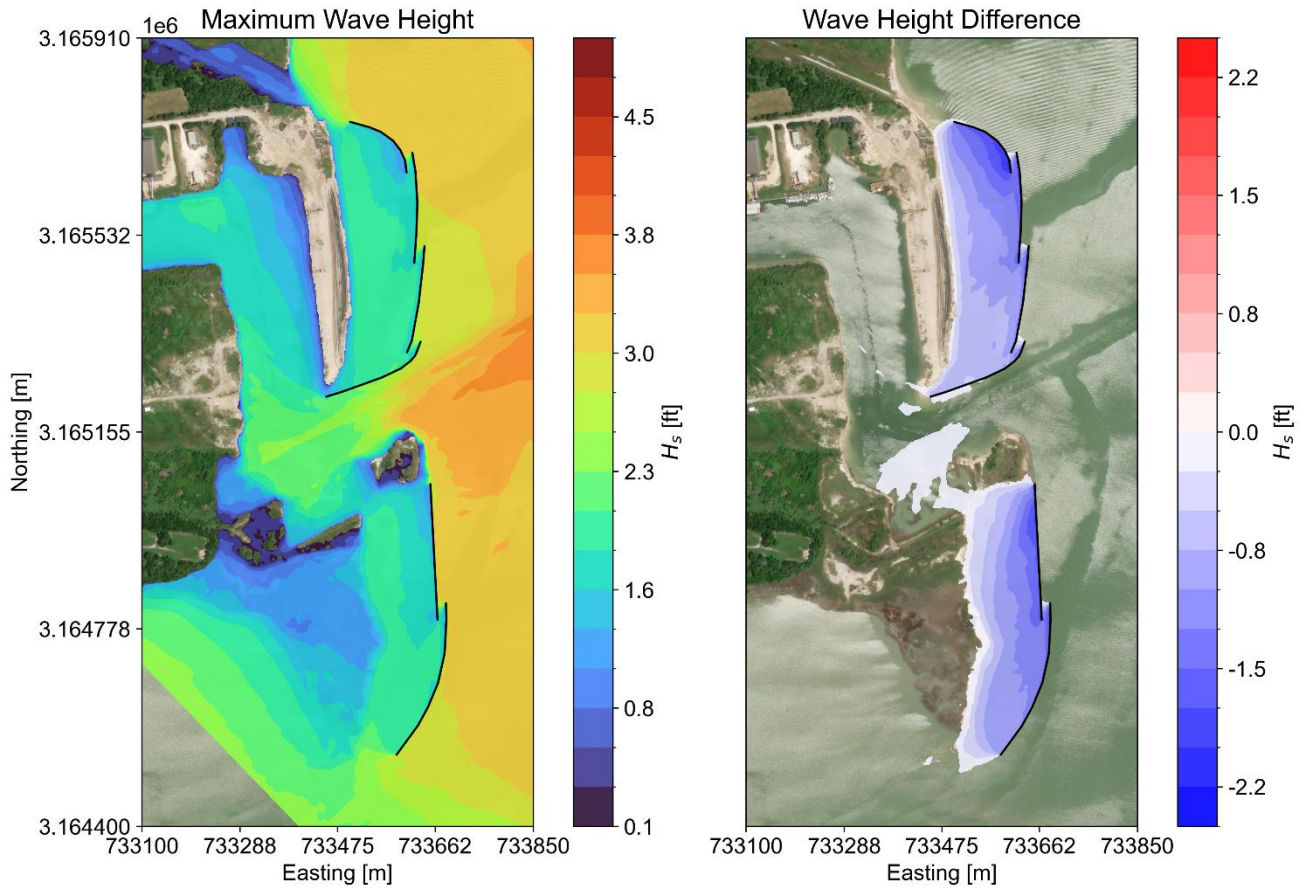 Maximum Wave Height
Wave Height Difference
1e6
3.165910
3.165532
3.165155
3.164778
3.164400
Northing [m]
733100 733288 733475 733662 733850
Easting [m]
4.5
3.8
3.0
2.3
1.6
0.8
0.1
H_s [ft]
733100 733288 733475 733662 733850
Easting [m]
2.2
1.5
0.8
0.0
-0.8
-1.5
-2.2
H_s [ft]